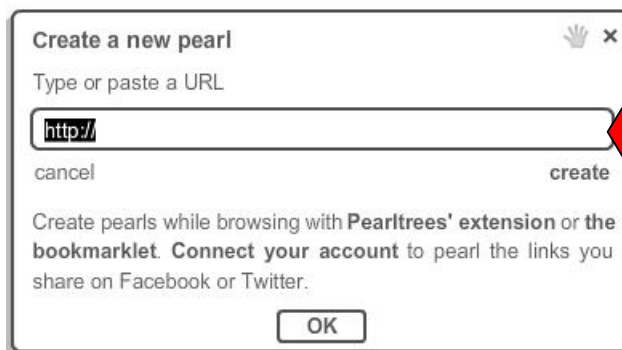 Create a new pearl
Type or paste a URL
http://
cancel create
Create pearls while browsing with Pearltrees' extension or the
bookmarklet. Connect your account to pearl the links you
share on Facebook or Twitter.
OK